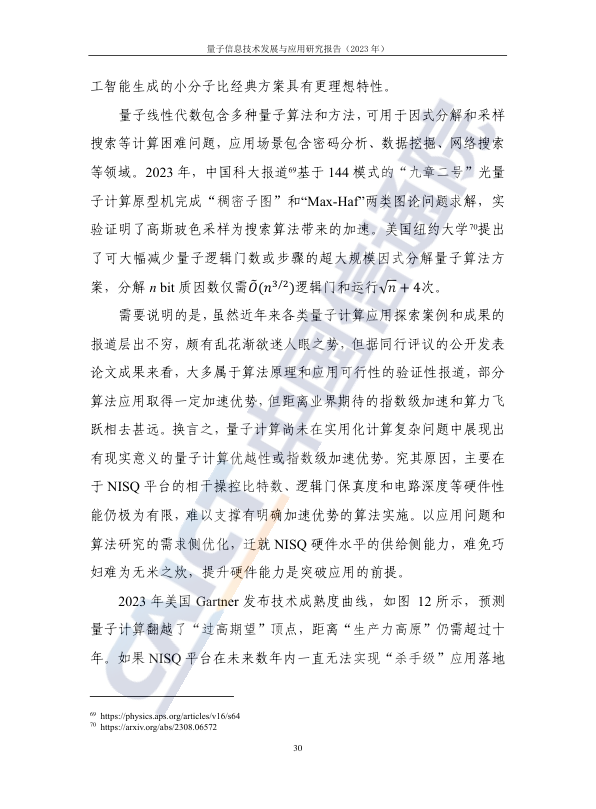 量子信息技术发展与应用研究报告（2023 年）
工智能生成的小分子比经典方案具有更理想特性。
量子线性代数包含多种量子算法和方法，可用于因式分解和采样
搜索等计算困难问题，应用场景包含密码分析、数据挖掘、网络搜索
等领域。2023 年，中国科大报道⁶⁹基于 144 模式的“九章二号”光量
子计算原型机完成“稠密子图”和“Max-Haf”两类图论问题求解，实
验证明了高斯玻色采样为搜索算法带来的加速。美国纽约大学⁷⁰提出
了可大幅减少量子逻辑门数或步骤的超大规模因式分解量子算法方
案，分解 n bit 质因数仅需Õ(n^{3/2})逻辑门和运行√n + 4次。
需要说明的是，虽然近年来各类量子计算应用探索案例和成果的
报道层出不穷，颇有乱花渐欲迷人眼之势，但据同行评议的公开发表
论文成果来看，大多属于算法原理和应用可行性的验证性报道，部分
算法应用取得一定加速优势，但距离业界期待的指数级加速和算力飞
跃相去甚远。换言之，量子计算尚未在实用化计算复杂问题中展现出
有现实意义的量子计算优越性或指数级加速优势。究其原因，主要在
于 NISQ 平台的相干操控比特数、逻辑门保真度和电路深度等硬件性
能仍极为有限，难以支撑有明确加速优势的算法实施。以应用问题和
算法研究的需求侧优化，迁就 NISQ 硬件水平的供给侧能力，难免巧
妇难为无米之炊，提升硬件能力是突破应用的前提。
2023 年美国 Gartner 发布技术成熟度曲线，如图 12 所示，预测
量子计算翻越了“过高期望”顶点，距离“生产力高原”仍需超过十
年。如果 NISQ 平台在未来数年内一直无法实现“杀手级”应用落地
⁶⁹ https://physics.aps.org/articles/v16/s64
⁷⁰ https://arxiv.org/abs/2308.06572
30
CAICT 中国信通院